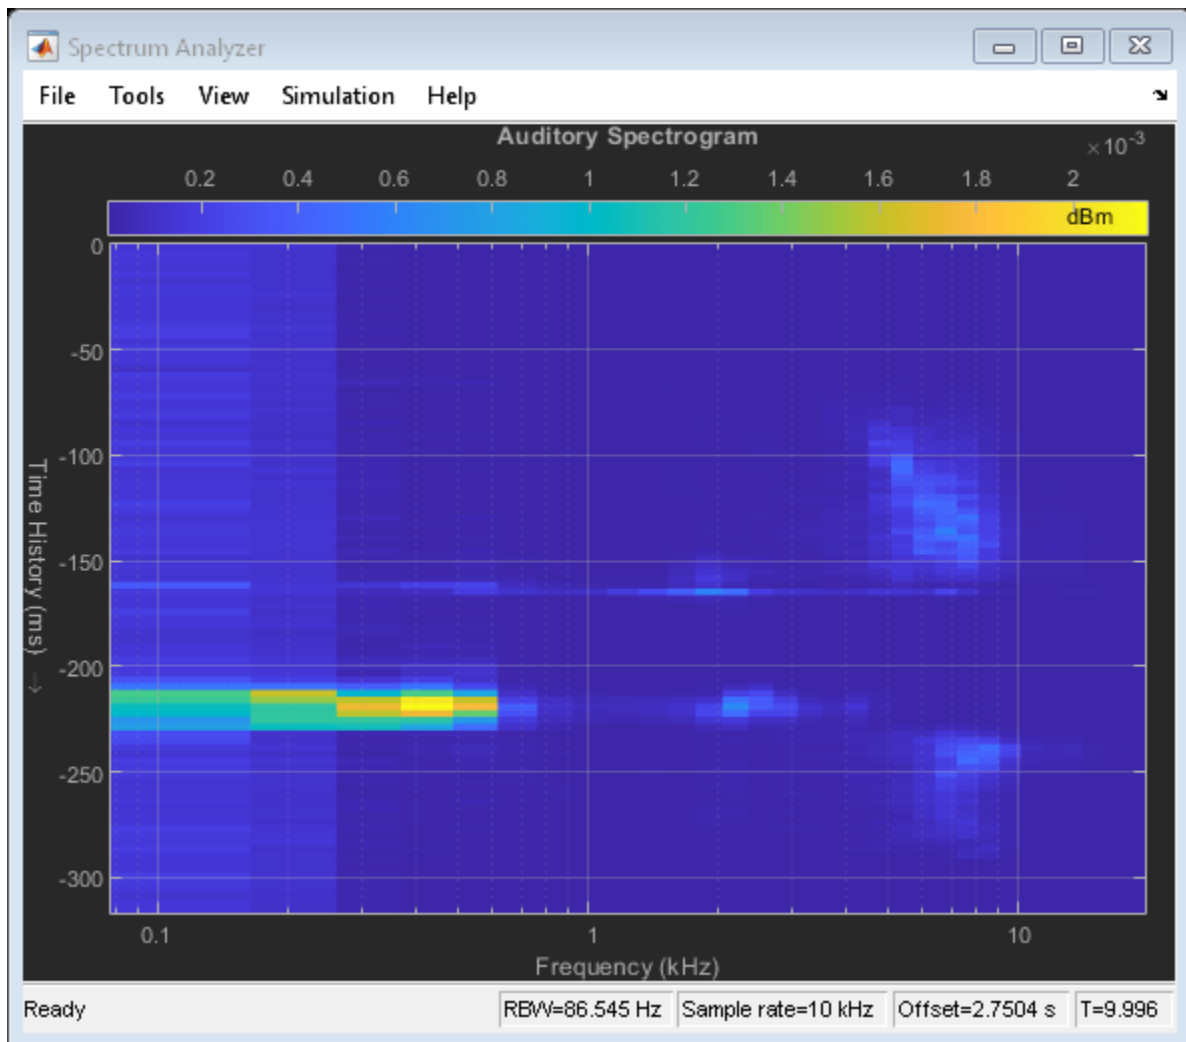 Spectrum Analyzer
File Tools View Simulation Help
Auditory Spectrogram
×10-3
0.2 0.4 0.6 0.8 1 1.2 1.4 1.6 1.8 2
dBm
0
-50
-100
-150
-200
-250
-300
Time History (ms) →
0.1 1 10
Frequency (kHz)
Ready RBW=86.545 Hz Sample rate=10 kHz Offset=2.7504 s T=9.996